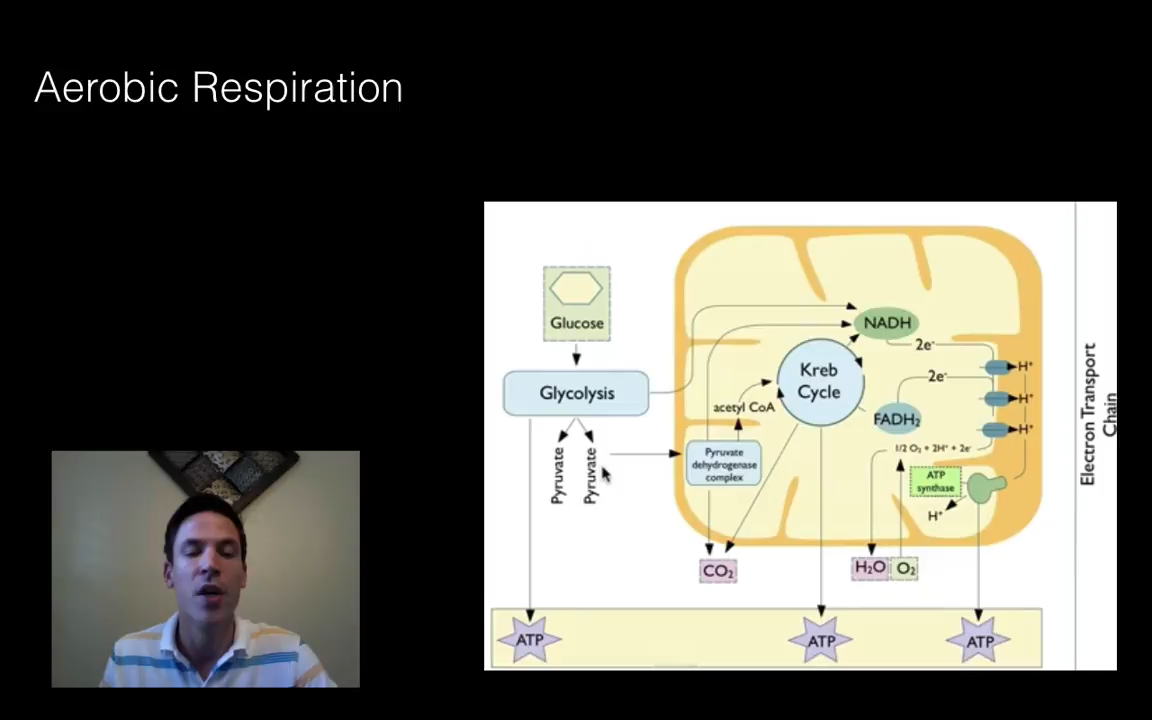 Aerobic Respiration
Glucose
Glycolysis
Pyruvate
Pyruvate
Pyruvate
dehydrogenase
complex
acetyl CoA
Kreb
Cycle
NADH
2e⁻
2e⁻
FADH₂
H⁺
H⁺
H⁺
1/2 O₂ + 2H⁺ + 2e⁻
ATP
synthase
H⁺
CO₂
H₂O
O₂
ATP
ATP
ATP
Electron Transport
Chain